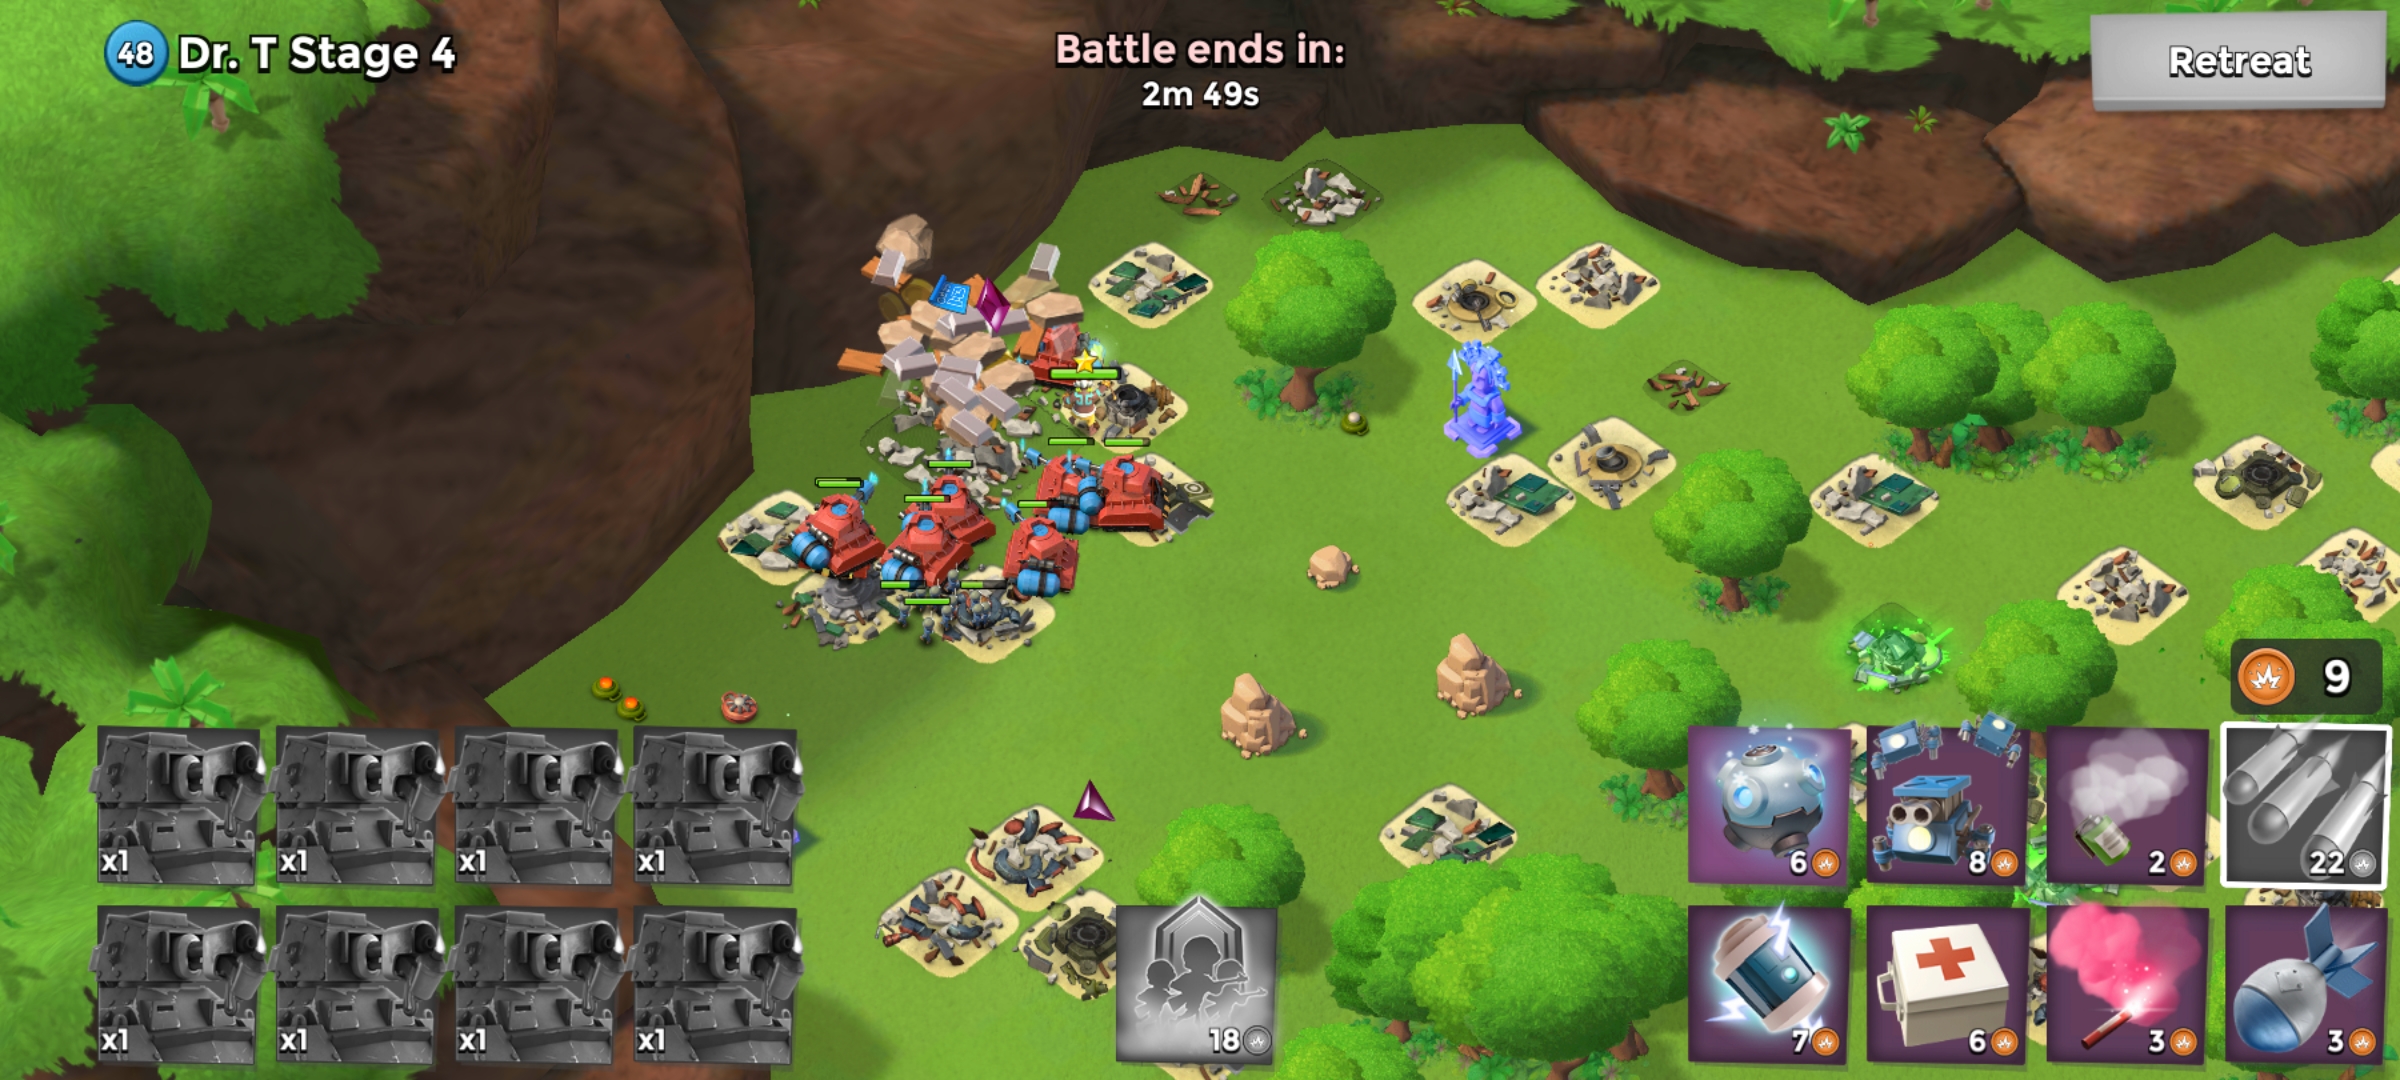 48 Dr. T Stage 4
Battle ends in:
2m 49s
Retreat
9
x1 x1 x1 x1
6 8 2 22
x1 x1 x1 x1
18
7 6 3 3